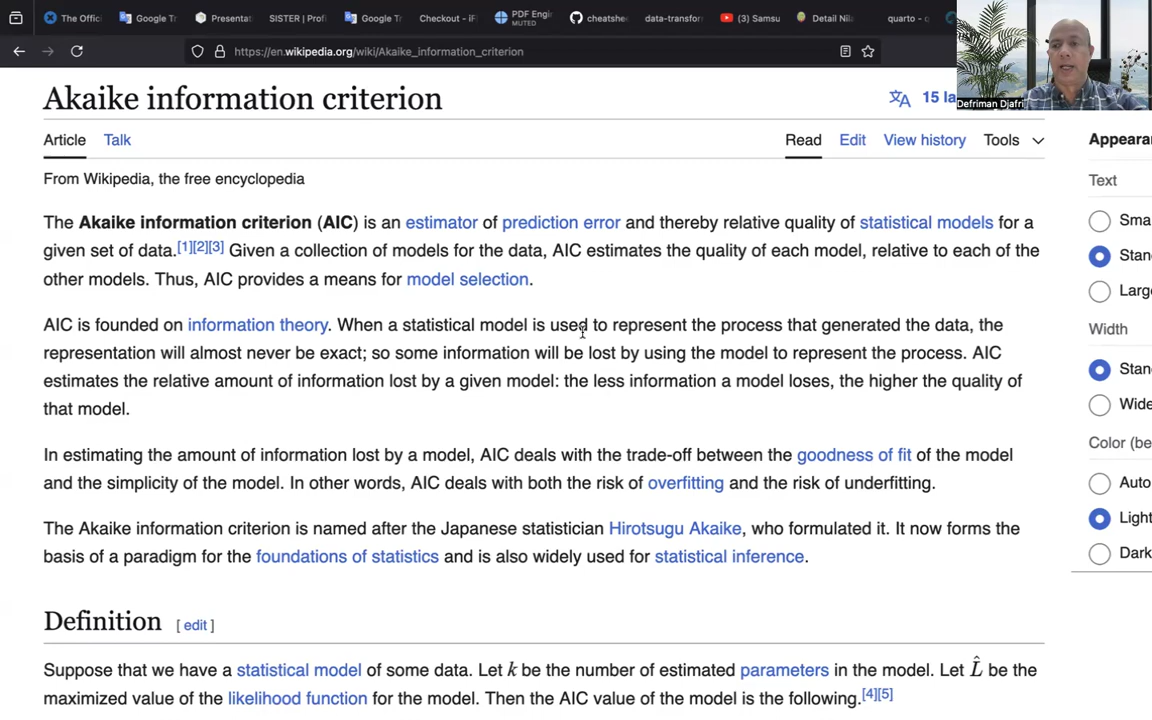 The Offici
Google Tr
Presentat
SISTER | Profi
Google Tr
Checkout – iFi
PDF Engi
MUTED
cheatshe
data-transfor
(3) Samsu
Detail Nila
quarto – q
https://en.wikipedia.org/wiki/Akaike_information_criterion
Defriman Djafri
Akaike information criterion
15 la
Article Talk
Read Edit View history Tools
From Wikipedia, the free encyclopedia
The Akaike information criterion (AIC) is an estimator of prediction error and thereby relative quality of statistical models for a
given set of data.[1][2][3] Given a collection of models for the data, AIC estimates the quality of each model, relative to each of the
other models. Thus, AIC provides a means for model selection.
AIC is founded on information theory. When a statistical model is used to represent the process that generated the data, the
representation will almost never be exact; so some information will be lost by using the model to represent the process. AIC
estimates the relative amount of information lost by a given model: the less information a model loses, the higher the quality of
that model.
In estimating the amount of information lost by a model, AIC deals with the trade-off between the goodness of fit of the model
and the simplicity of the model. In other words, AIC deals with both the risk of overfitting and the risk of underfitting.
The Akaike information criterion is named after the Japanese statistician Hirotsugu Akaike, who formulated it. It now forms the
basis of a paradigm for the foundations of statistics and is also widely used for statistical inference.
Definition [ edit ]
Suppose that we have a statistical model of some data. Let k be the number of estimated parameters in the model. Let L̂ be the
maximized value of the likelihood function for the model. Then the AIC value of the model is the following.[4][5]
Appeara
Text
Sma
Stan
Large
Width
Stan
Wide
Color (be
Auto
Light
Dark